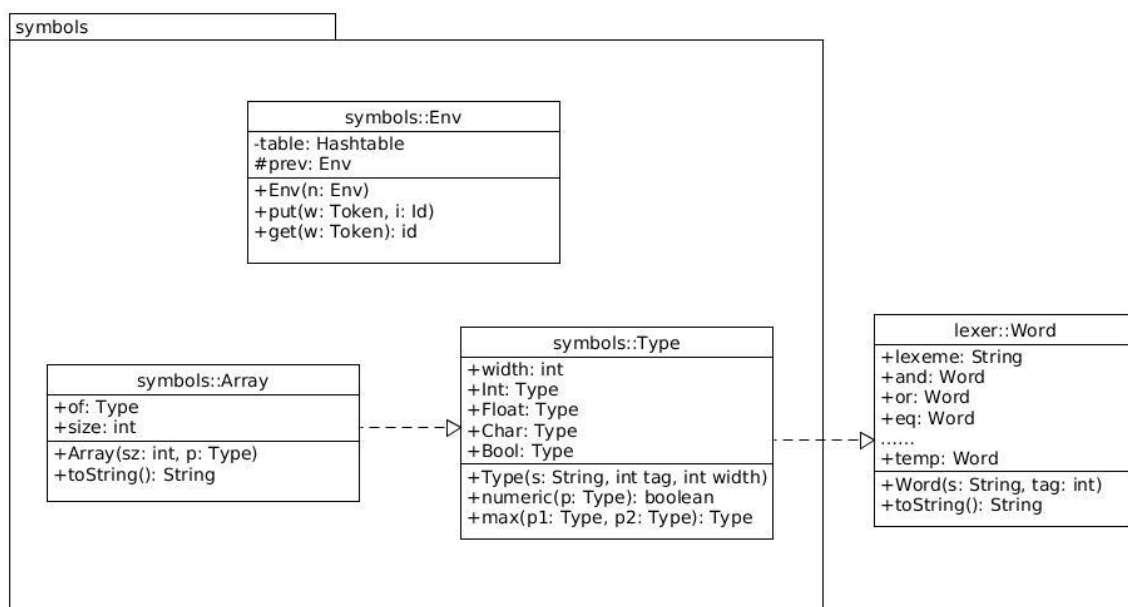 symbols
symbols::Env
-table: Hashtable
#prev: Env
+Env(n: Env)
+put(w: Token, i: Id)
+get(w: Token): id
symbols::Array
+of: Type
+size: int
+Array(sz: int, p: Type)
+toString(): String
symbols::Type
+width: int
+Int: Type
+Float: Type
+Char: Type
+Bool: Type
+Type(s: String, int tag, int width)
+numeric(p: Type): boolean
+max(p1: Type, p2: Type): Type
lexer::Word
+lexeme: String
+and: Word
+or: Word
+eq: Word
......
+temp: Word
+Word(s: String, tag: int)
+toString(): String